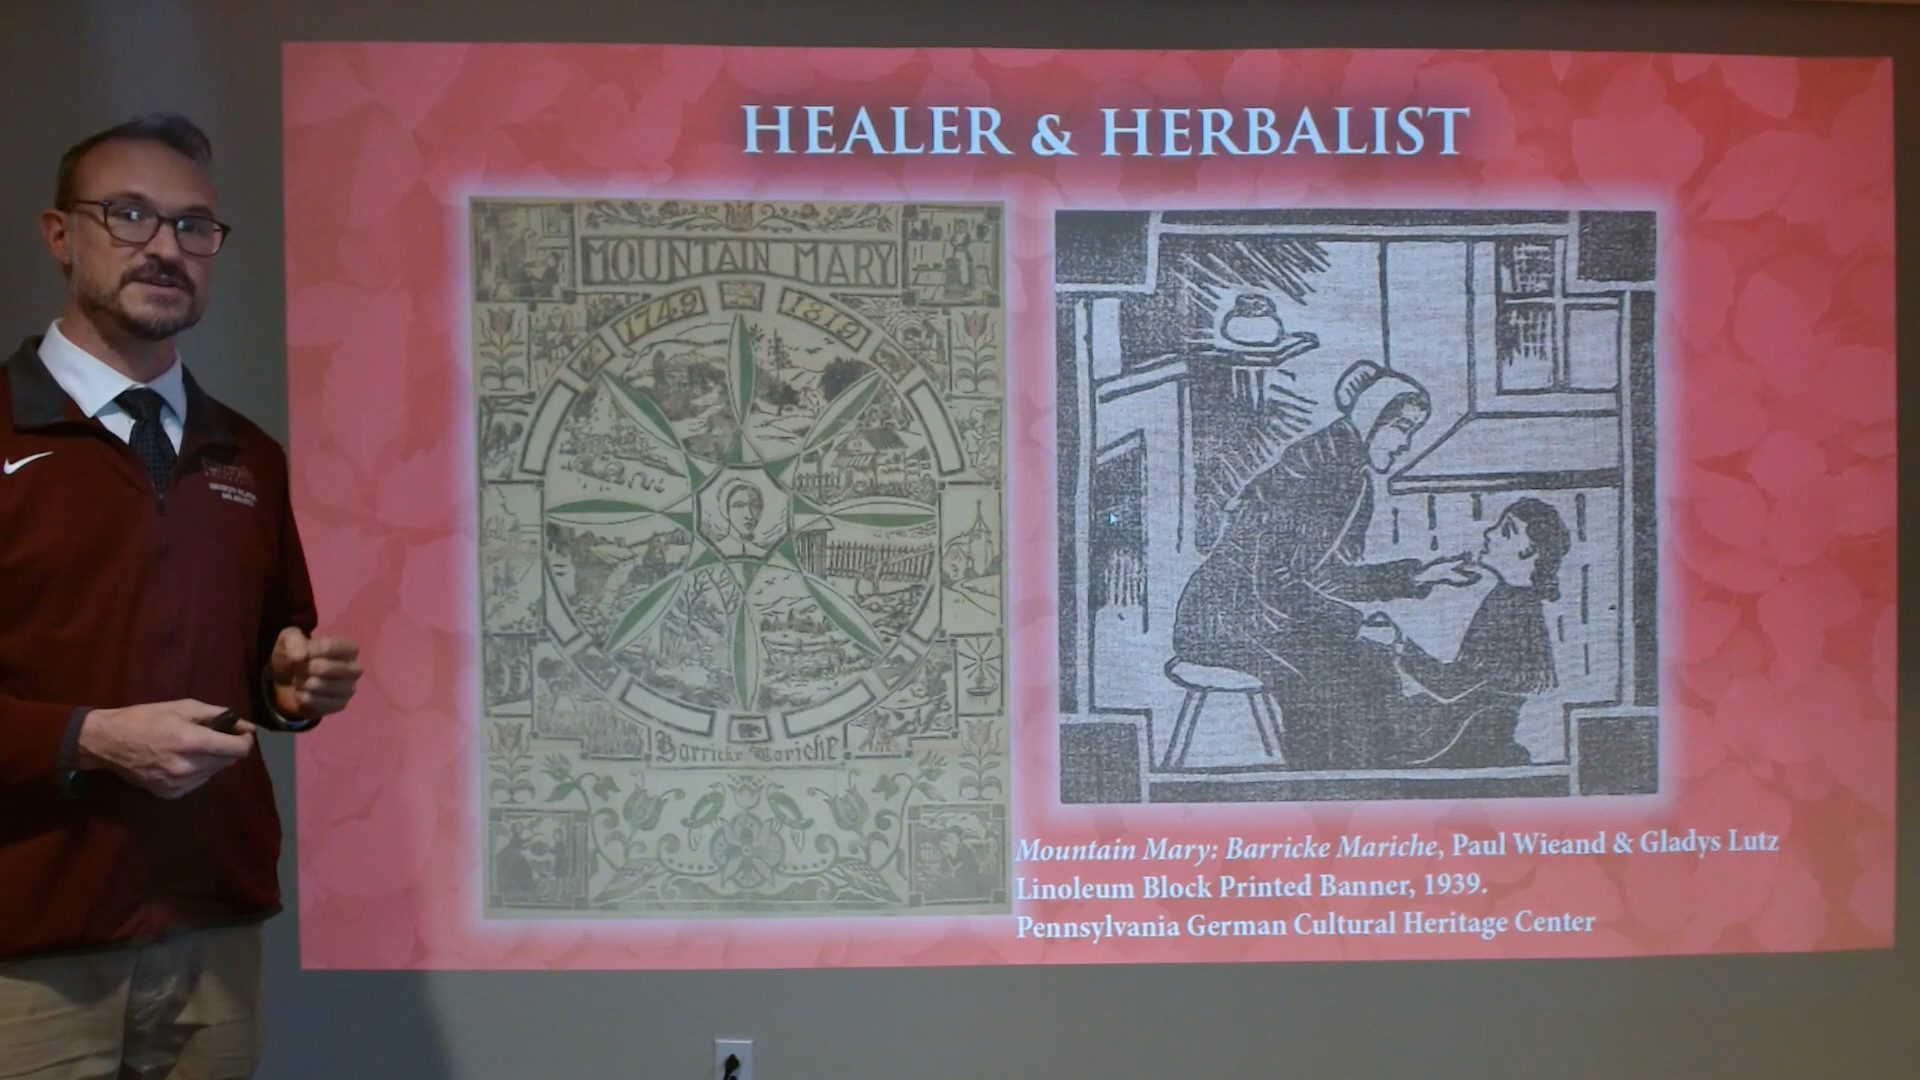 HEALER & HERBALIST
MOUNTAIN MARY
1749 1819
Barricke Mariche
Mountain Mary: Barricke Mariche, Paul Wieand & Gladys Lutz
Linoleum Block Printed Banner, 1939.
Pennsylvania German Cultural Heritage Center